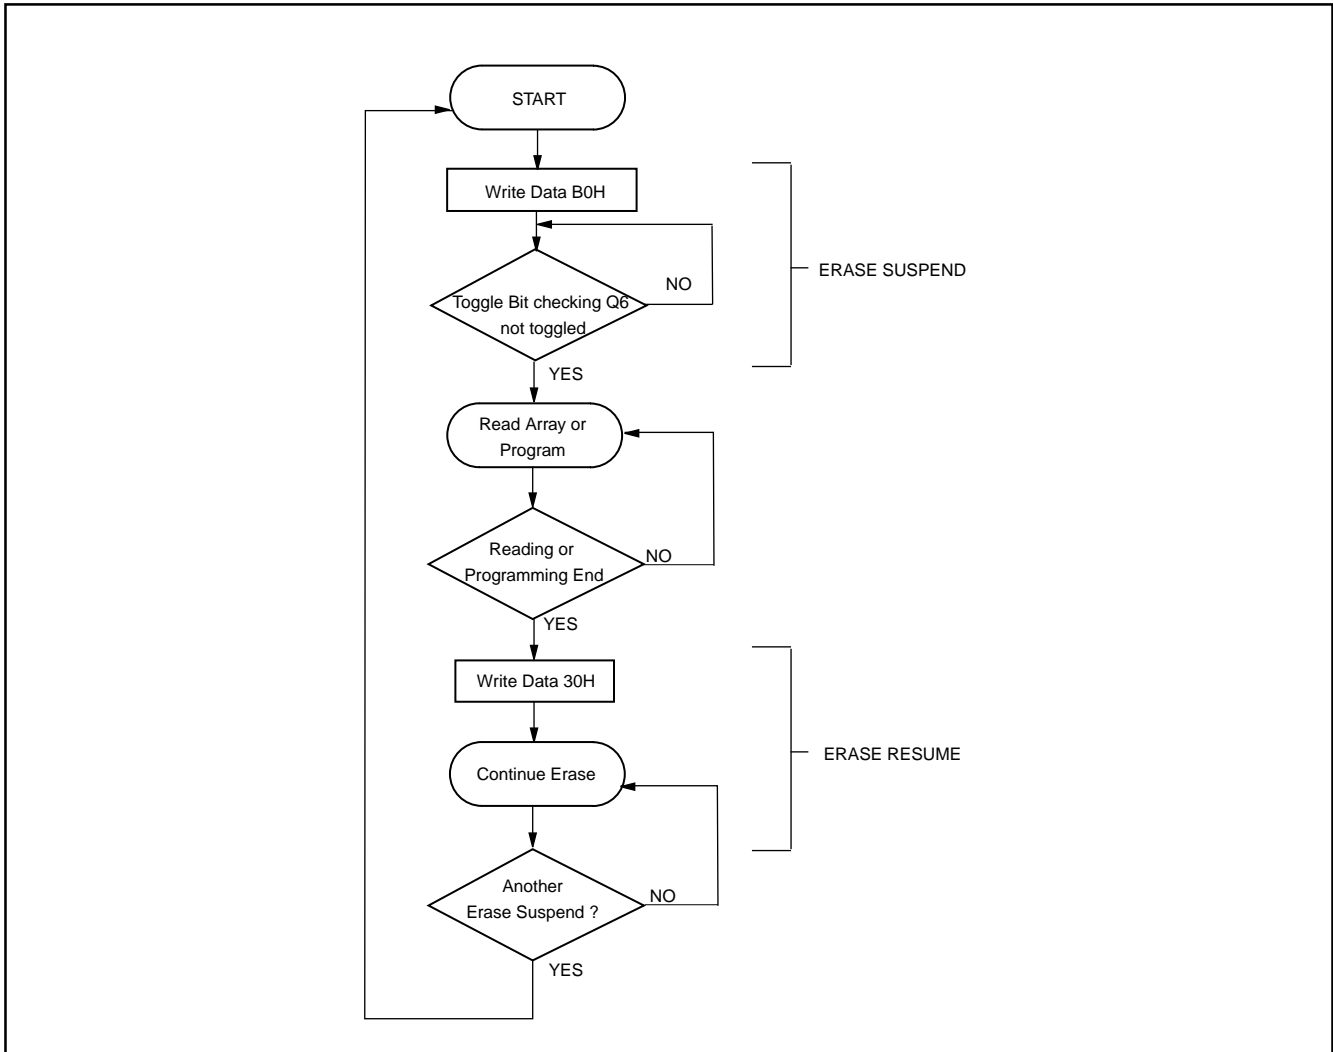 START
Write Data B0H
ERASE SUSPEND
NO
Toggle Bit checking Q6
not toggled
YES
Read Array or
Program
Reading or
Programming End
NO
YES
Write Data 30H
ERASE RESUME
Continue Erase
Another
Erase Suspend ?
NO
YES